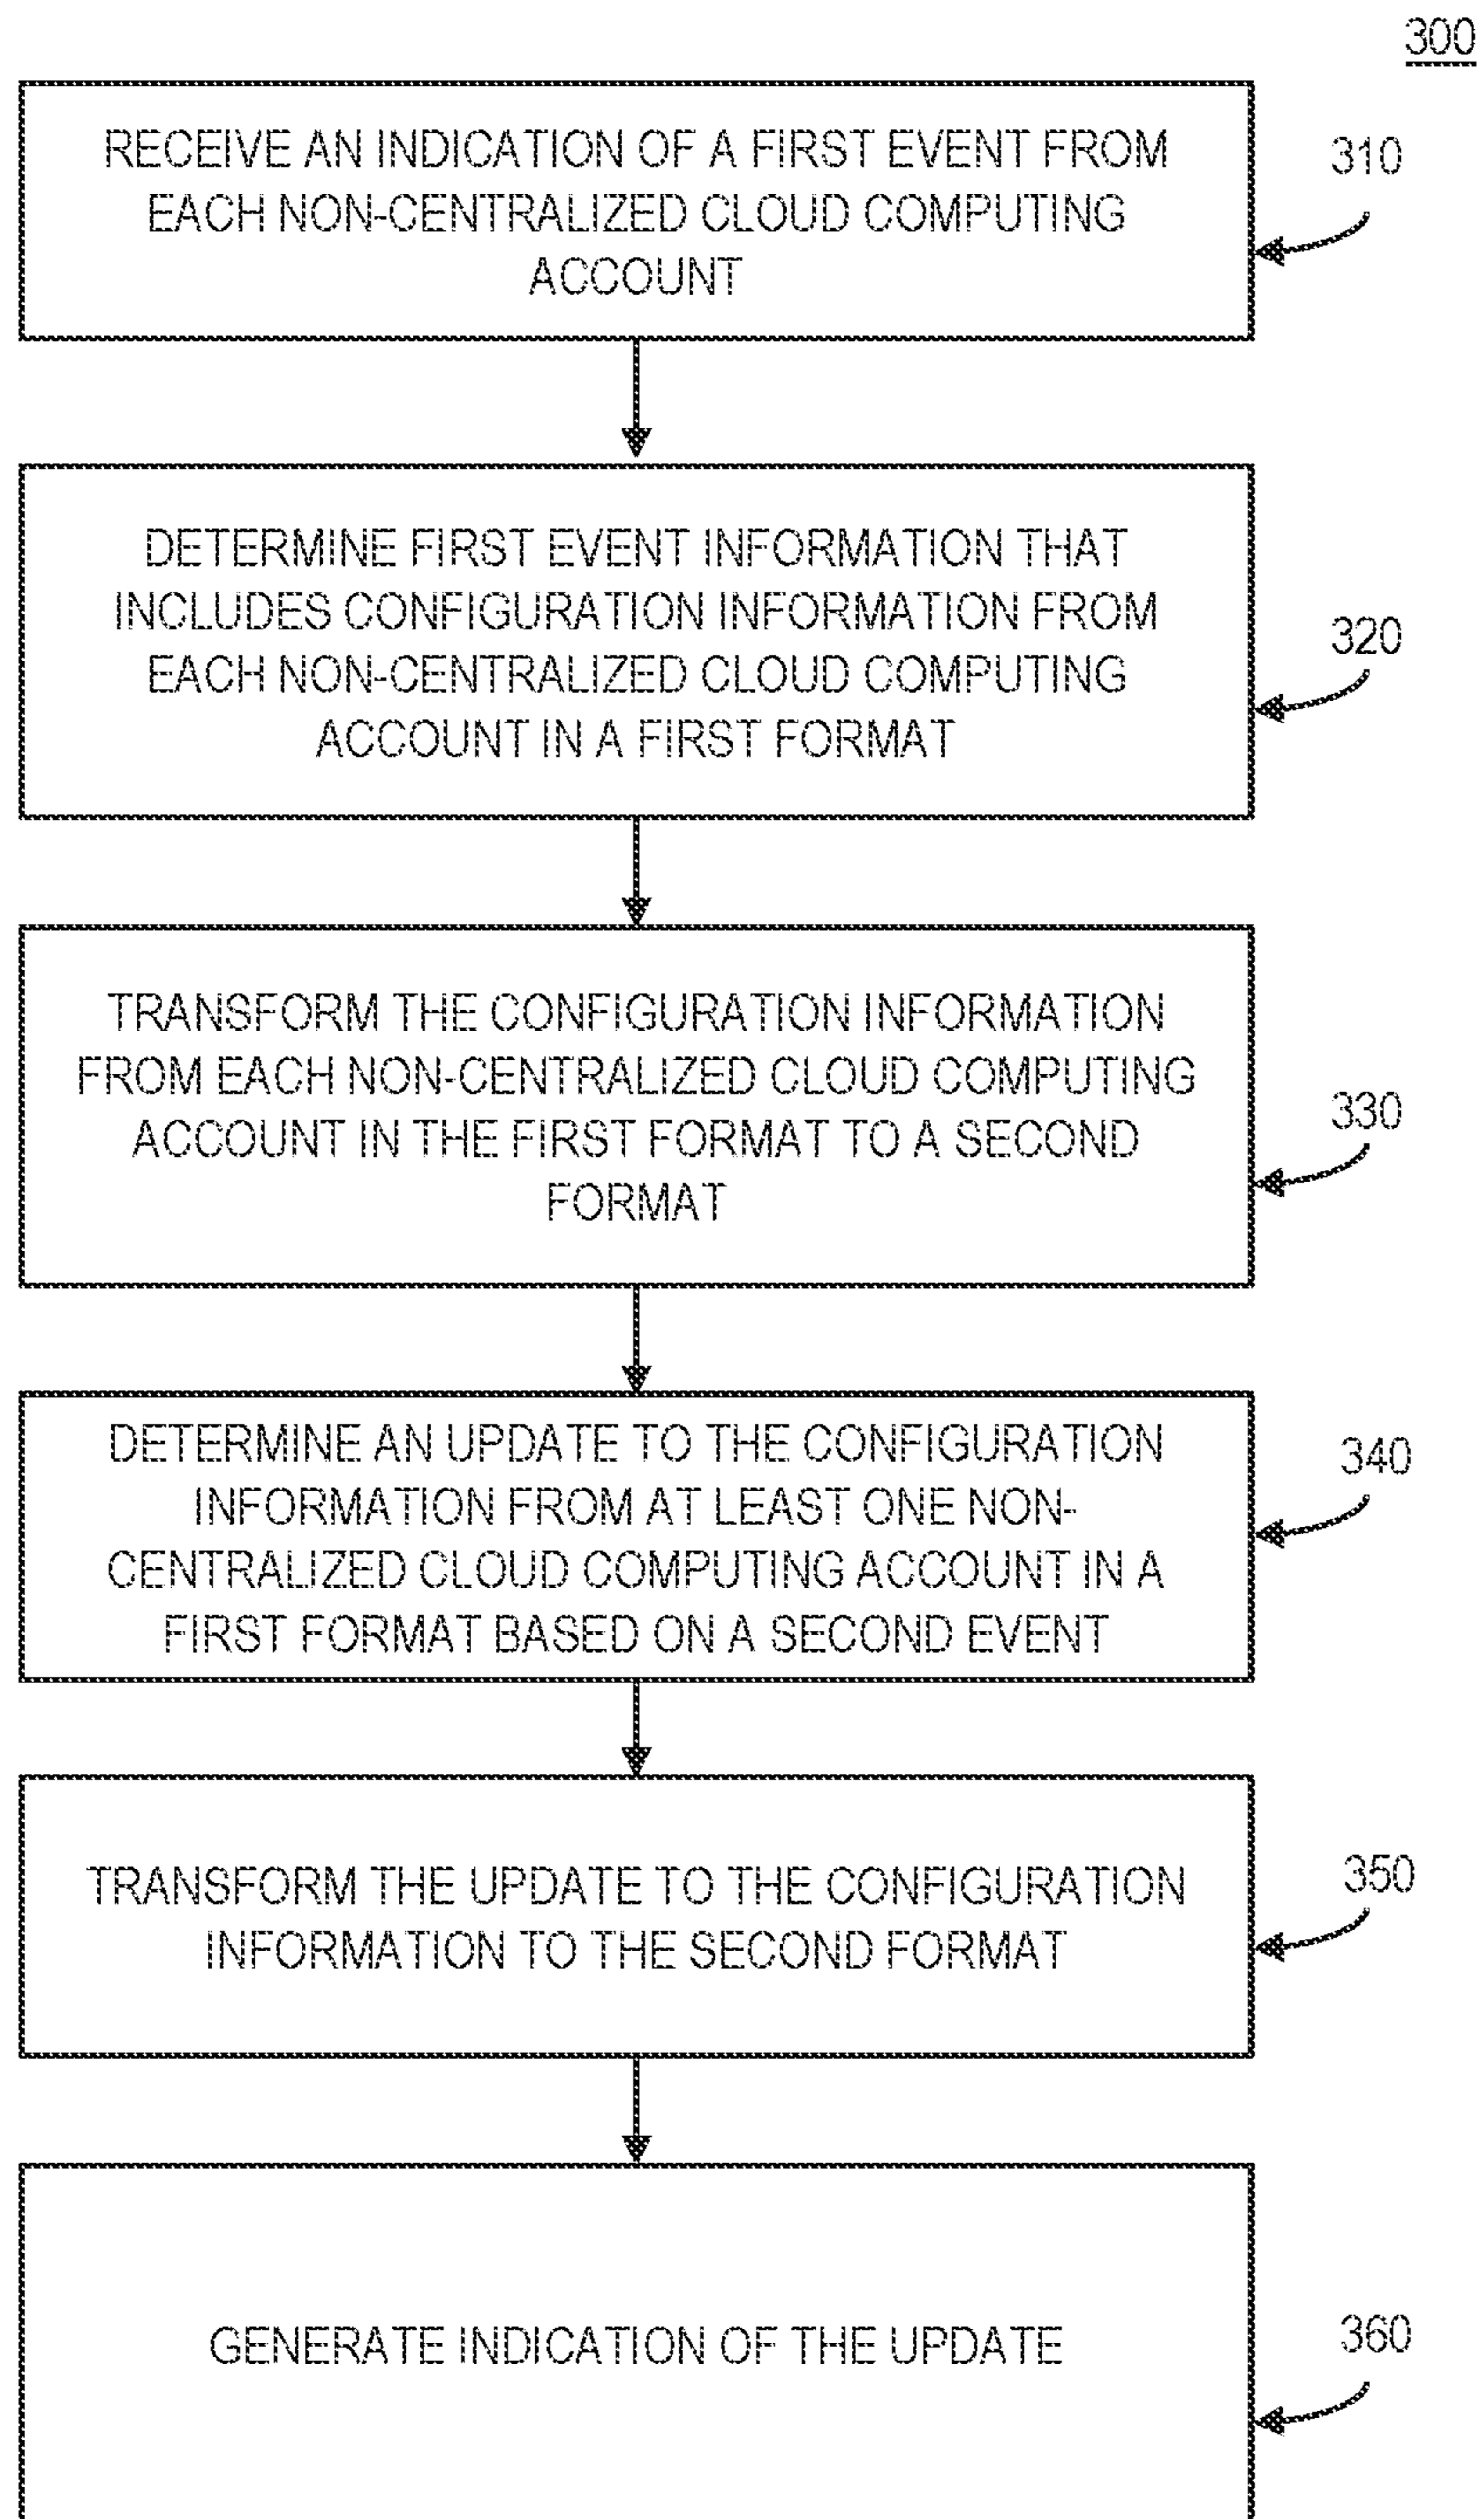 300
RECEIVE AN INDICATION OF A FIRST EVENT FROM
EACH NON-CENTRALIZED CLOUD COMPUTING
ACCOUNT
310
DETERMINE FIRST EVENT INFORMATION THAT
INCLUDES CONFIGURATION INFORMATION FROM
EACH NON-CENTRALIZED CLOUD COMPUTING
ACCOUNT IN A FIRST FORMAT
320
TRANSFORM THE CONFIGURATION INFORMATION
FROM EACH NON-CENTRALIZED CLOUD COMPUTING
ACCOUNT IN THE FIRST FORMAT TO A SECOND
FORMAT
330
DETERMINE AN UPDATE TO THE CONFIGURATION
INFORMATION FROM AT LEAST ONE NON-
CENTRALIZED CLOUD COMPUTING ACCOUNT IN A
FIRST FORMAT BASED ON A SECOND EVENT
340
TRANSFORM THE UPDATE TO THE CONFIGURATION
INFORMATION TO THE SECOND FORMAT
350
GENERATE INDICATION OF THE UPDATE
360